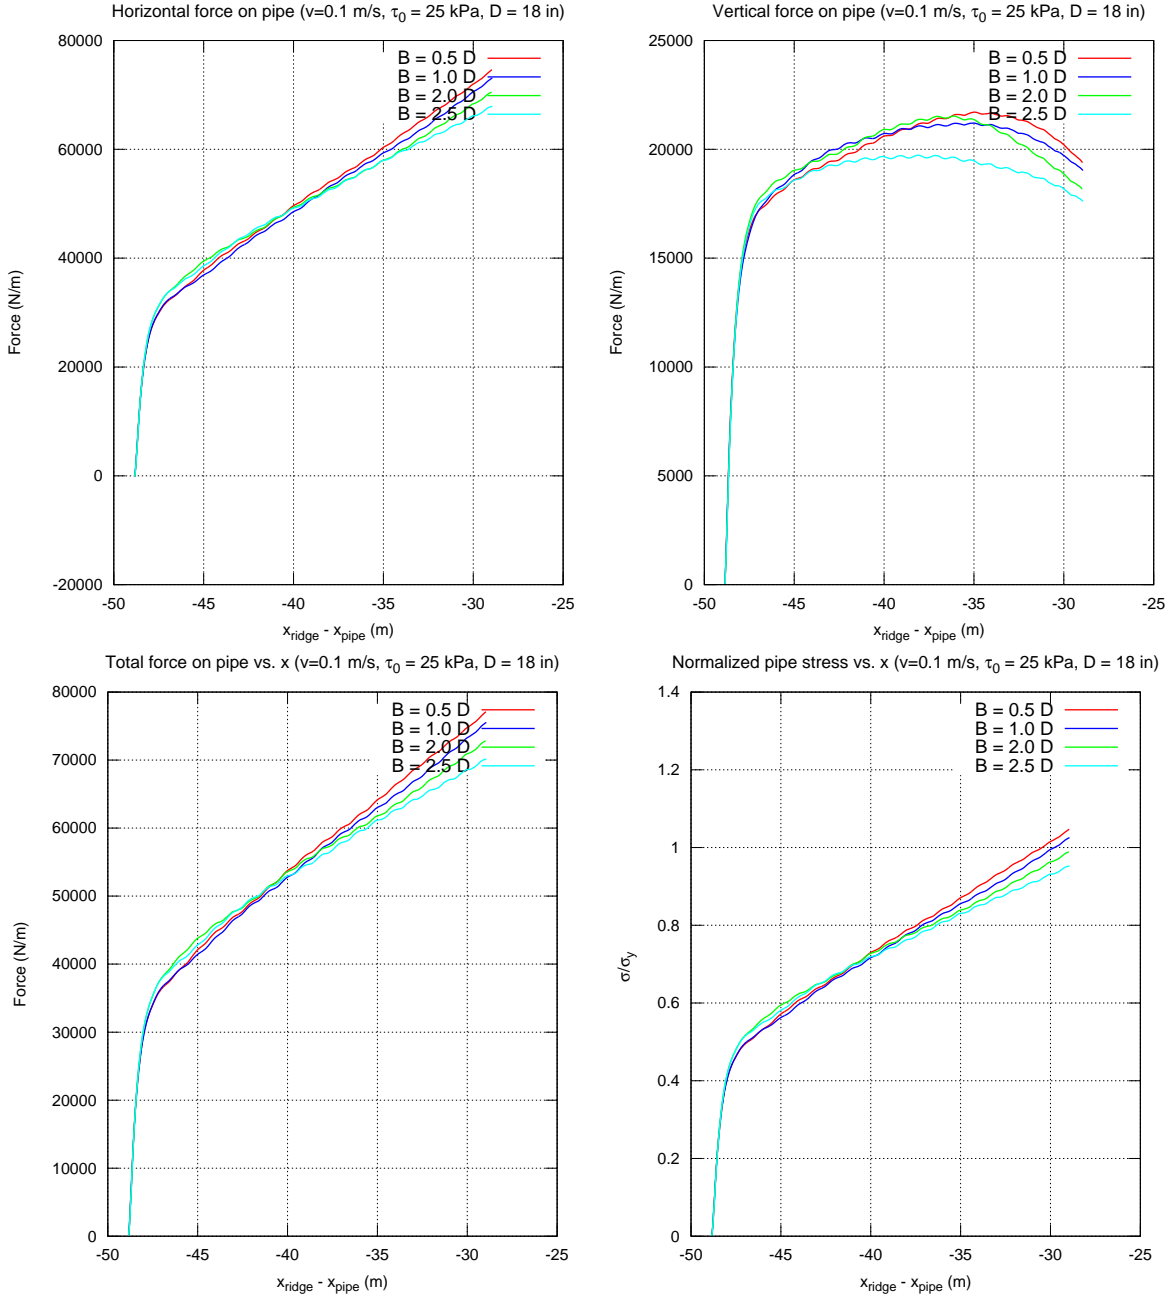 Horizontal force on pipe (v=0.1 m/s, τ0 = 25 kPa, D = 18 in)
80000
60000
40000
20000
0
-20000
-50 -45 -40 -35 -30 -25
Force (N/m)
xridge - xpipe (m)
B = 0.5 D
B = 1.0 D
B = 2.0 D
B = 2.5 D
Vertical force on pipe (v=0.1 m/s, τ0 = 25 kPa, D = 18 in)
25000
20000
15000
10000
5000
0
-50 -45 -40 -35 -30 -25
Force (N/m)
xridge - xpipe (m)
B = 0.5 D
B = 1.0 D
B = 2.0 D
B = 2.5 D
Total force on pipe vs. x (v=0.1 m/s, τ0 = 25 kPa, D = 18 in)
80000
70000
60000
50000
40000
30000
20000
10000
0
-50 -45 -40 -35 -30 -25
Force (N/m)
xridge - xpipe (m)
B = 0.5 D
B = 1.0 D
B = 2.0 D
B = 2.5 D
Normalized pipe stress vs. x (v=0.1 m/s, τ0 = 25 kPa, D = 18 in)
1.4
1.2
1
0.8
0.6
0.4
0.2
0
-50 -45 -40 -35 -30 -25
σ/σy
xridge - xpipe (m)
B = 0.5 D
B = 1.0 D
B = 2.0 D
B = 2.5 D